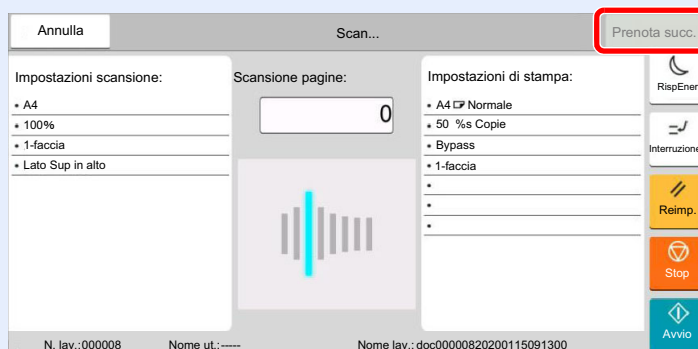 Annulla
Scan...
Prenota succ.
Impostazioni scansione:
• A4
• 100%
• 1-faccia
• Lato Sup in alto
Scansione pagine:
0
Impostazioni di stampa:
• A4 Normale
• 50 %s Copie
• Bypass
• 1-faccia
•
•
•
RispEner
Interruzione
Reimp.
Stop
Avvio
N. lav.:000008
Nome ut.:-----
Nome lav.: doc00000820200115091300